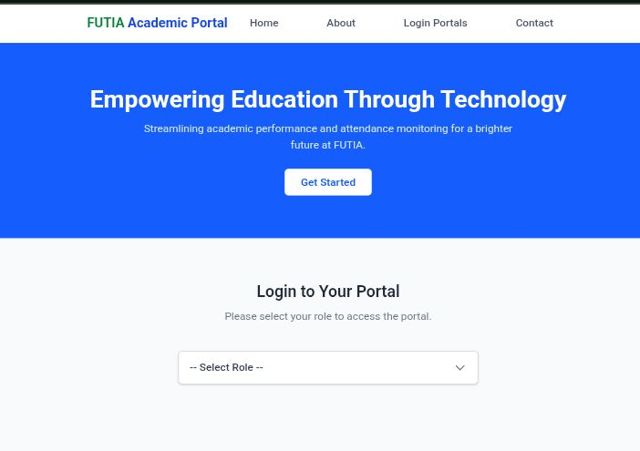 FUTIA Academic Portal Home About Login Portals Contact
Empowering Education Through Technology
Streamlining academic performance and attendance monitoring for a brighter
future at FUTIA.
Get Started
Login to Your Portal
Please select your role to access the portal.
-- Select Role --